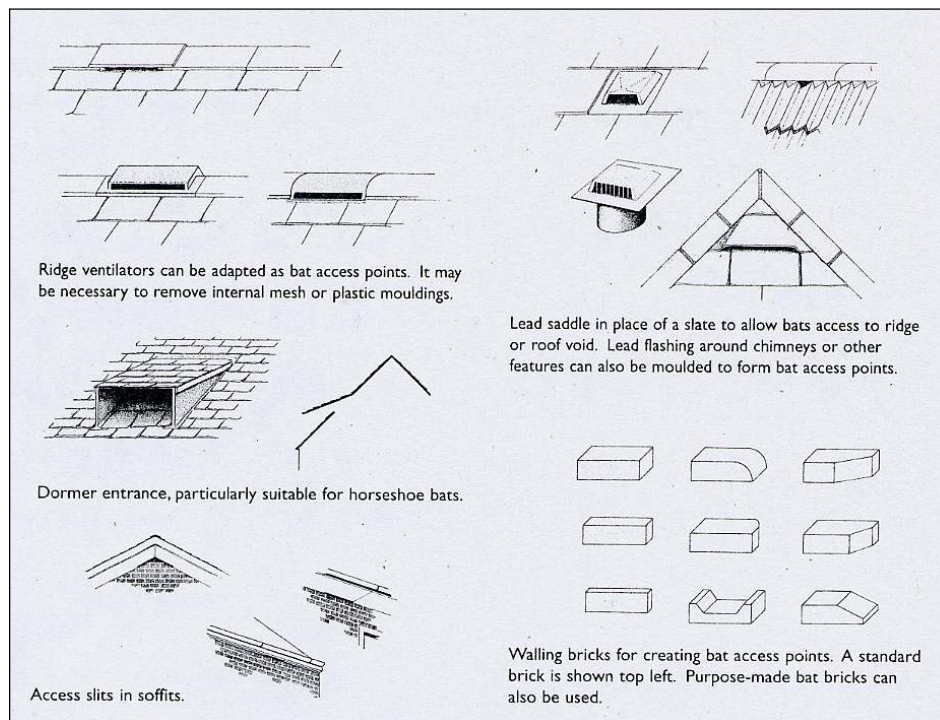 Ridge ventilators can be adapted as bat access points. It may
be necessary to remove internal mesh or plastic mouldings.
Dormer entrance, particularly suitable for horseshoe bats.
Access slits in soffits.
Lead saddle in place of a slate to allow bats access to ridge
or roof void. Lead flashing around chimneys or other
features can also be moulded to form bat access points.
Walling bricks for creating bat access points. A standard
brick is shown top left. Purpose-made bat bricks can
also be used.